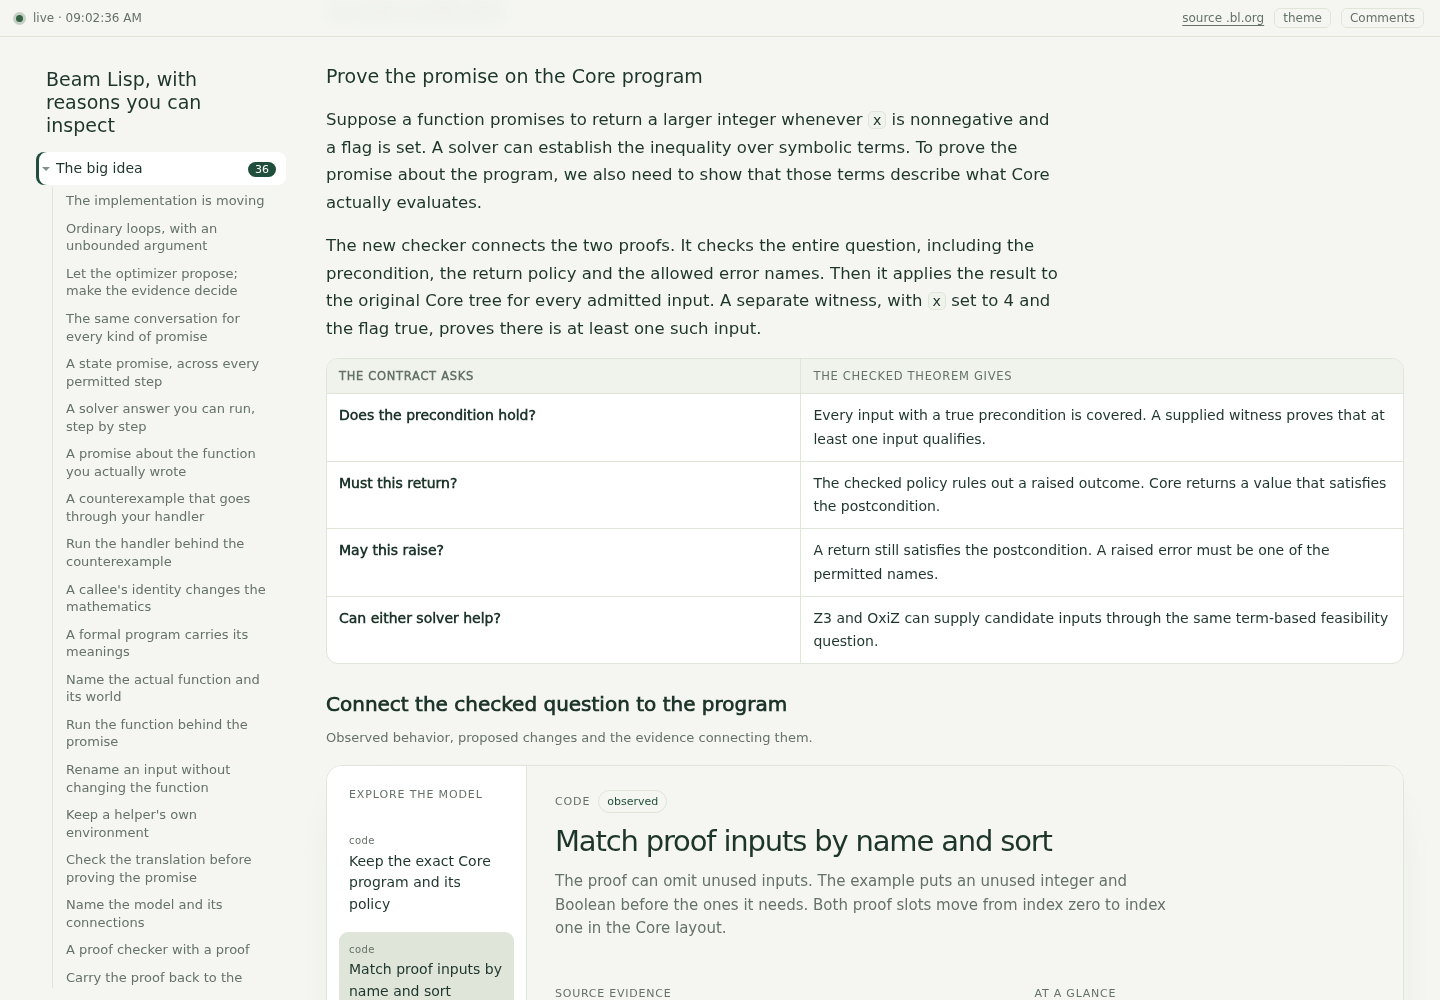 live · 09:02:36 AM
source .bl.org
theme
Comments
Beam Lisp, with
reasons you can
inspect
The big idea
36
The implementation is moving
Ordinary loops, with an
unbounded argument
Let the optimizer propose;
make the evidence decide
The same conversation for
every kind of promise
A state promise, across every
permitted step
A solver answer you can run,
step by step
A promise about the function
you actually wrote
A counterexample that goes
through your handler
Run the handler behind the
counterexample
A callee's identity changes the
mathematics
A formal program carries its
meanings
Name the actual function and
its world
Run the function behind the
promise
Rename an input without
changing the function
Keep a helper's own
environment
Check the translation before
proving the promise
Name the model and its
connections
A proof checker with a proof
Carry the proof back to the
Prove the promise on the Core program
Suppose a function promises to return a larger integer whenever x is nonnegative and
a flag is set. A solver can establish the inequality over symbolic terms. To prove the
promise about the program, we also need to show that those terms describe what Core
actually evaluates.
The new checker connects the two proofs. It checks the entire question, including the
precondition, the return policy and the allowed error names. Then it applies the result to
the original Core tree for every admitted input. A separate witness, with x set to 4 and
the flag true, proves there is at least one such input.
THE CONTRACT ASKS
THE CHECKED THEOREM GIVES
Does the precondition hold?
Every input with a true precondition is covered. A supplied witness proves that at
least one input qualifies.
Must this return?
The checked policy rules out a raised outcome. Core returns a value that satisfies
the postcondition.
May this raise?
A return still satisfies the postcondition. A raised error must be one of the
permitted names.
Can either solver help?
Z3 and OxiZ can supply candidate inputs through the same term-based feasibility
question.
Connect the checked question to the program
Observed behavior, proposed changes and the evidence connecting them.
EXPLORE THE MODEL
code
Keep the exact Core
program and its
policy
code
Match proof inputs by
name and sort
CODE
observed
Match proof inputs by name and sort
The proof can omit unused inputs. The example puts an unused integer and
Boolean before the ones it needs. Both proof slots move from index zero to index
one in the Core layout.
SOURCE EVIDENCE
AT A GLANCE